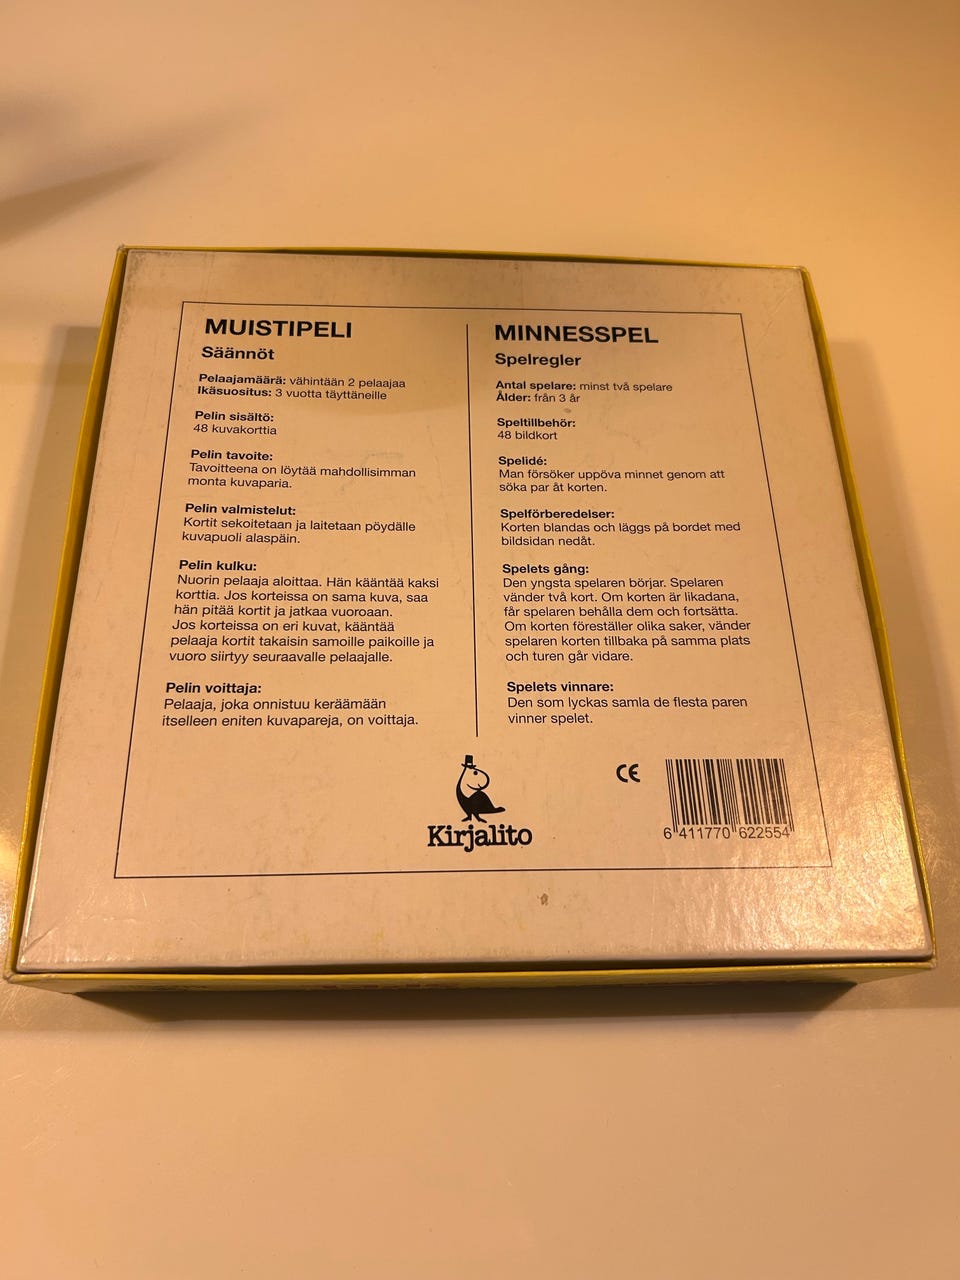 MUISTIPELI
Säännöt
Pelaajamäärä: vähintään 2 pelaajaa
Ikäsuositus: 3 vuotta täyttäneille
Pelin sisältö:
48 kuvakorttia
Pelin tavoite:
Tavoitteena on löytää mahdollisimman
monta kuvaparia.
Pelin valmistelut:
Kortit sekoitetaan ja laitetaan pöydälle
kuvapuoli alaspäin.
Pelin kulku:
Nuorin pelaaja aloittaa. Hän kääntää kaksi
korttia. Jos korteissa on sama kuva, saa
hän pitää kortit ja jatkaa vuoroaan.
Jos korteissa on eri kuvat, kääntää
pelaaja kortit takaisin samoille paikoille ja
vuoro siirtyy seuraavalle pelaajalle.
Pelin voittaja:
Pelaaja, joka onnistuu keräämään
itselleen eniten kuvapareja, on voittaja.
MINNESSPEL
Spelregler
Antal spelare: minst två spelare
Ålder: från 3 år
Speltillbehör:
48 bildkort
Spelidé:
Man försöker uppöva minnet genom att
söka par åt korten.
Spelförberedelser:
Korten blandas och läggs på bordet med
bildsidan nedåt.
Spelets gång:
Den yngsta spelaren börjar. Spelaren
vänder två kort. Om korten är likadana,
får spelaren behålla dem och fortsätta.
Om korten föreställer olika saker, vänder
spelaren korten tillbaka på samma plats
och turen går vidare.
Spelets vinnare:
Den som lyckas samla de flesta paren
vinner spelet.
Kirjalito
CE
6 411770 622554